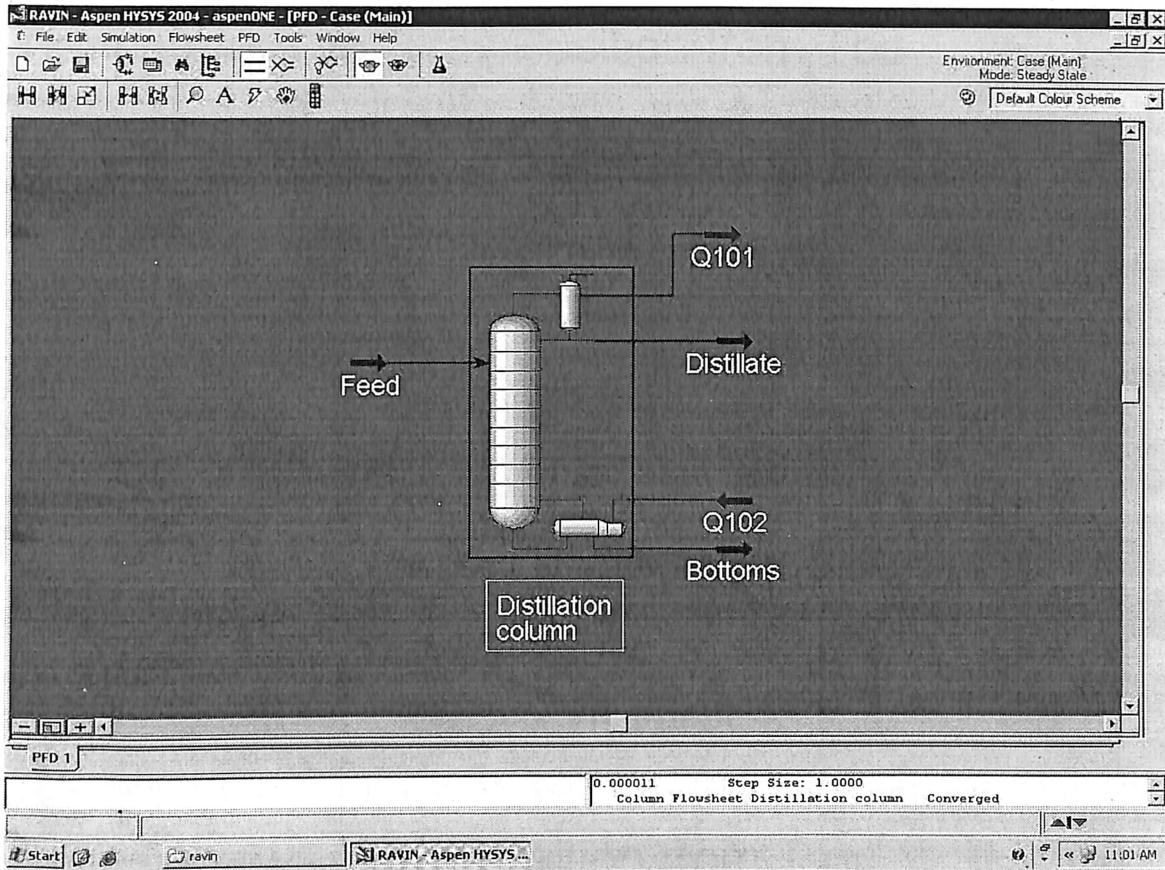 RAVIN - Aspen HYSYS 2004 - aspenONE - [PFD - Case (Main)]
File Edit Simulation Flowsheet PFD Tools Window Help
Environment: Case (Main)
Mode: Steady State
A
Default Colour Scheme
Q101
Distillate
Feed
Q102
Bottoms
Distillation
column
PFD 1
0.000011 Step Size: 1.0000
Column Flowsheet Distillation column Converged
Start
ravin
RAVIN - Aspen HYSYS ...
«
11:01 AM